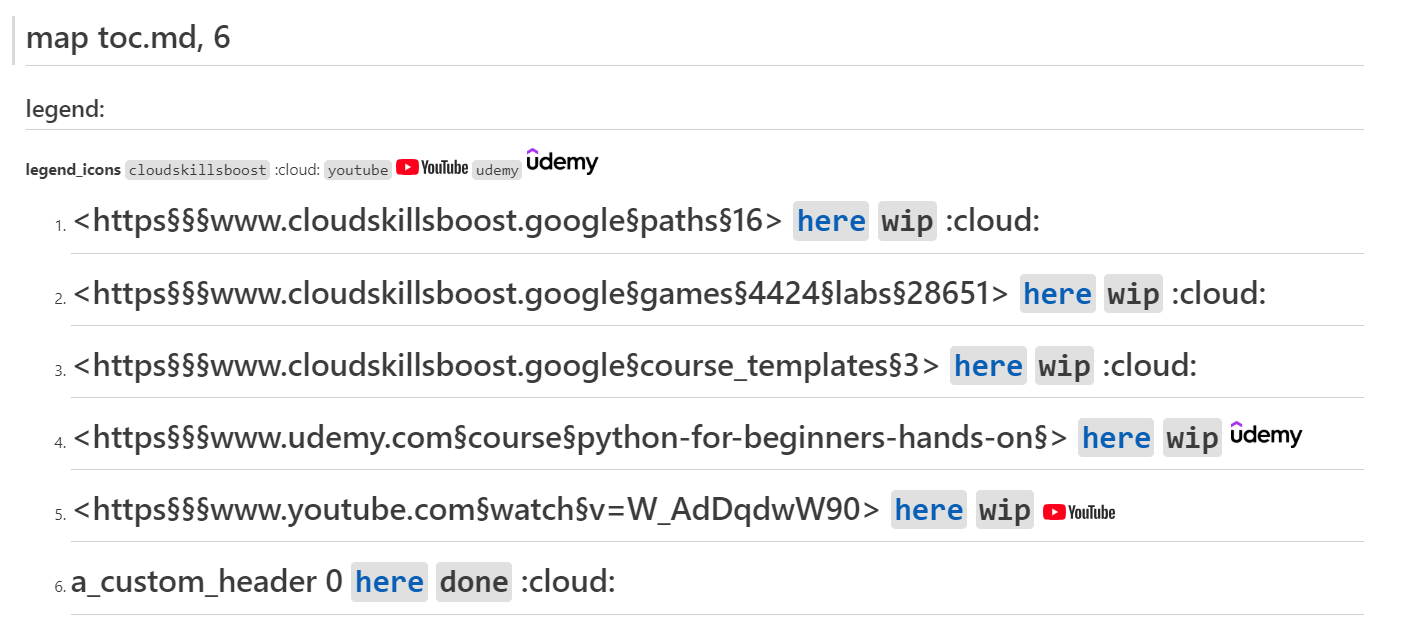 map toc.md, 6
legend:
legend_icons cloudskillsboost :cloud: youtube YouTube udemy udemy
1. <https§§§www.cloudskillsboost.google§paths§16> here wip :cloud:
2. <https§§§www.cloudskillsboost.google§games§4424§labs§28651> here wip :cloud:
3. <https§§§www.cloudskillsboost.google§course_templates§3> here wip :cloud:
4. <https§§§www.udemy.com§course§python-for-beginners-hands-on§> here wip udemy
5. <https§§§www.youtube.com§watch§v=W_AdDqdwW90> here wip YouTube
6. a_custom_header 0 here done :cloud: